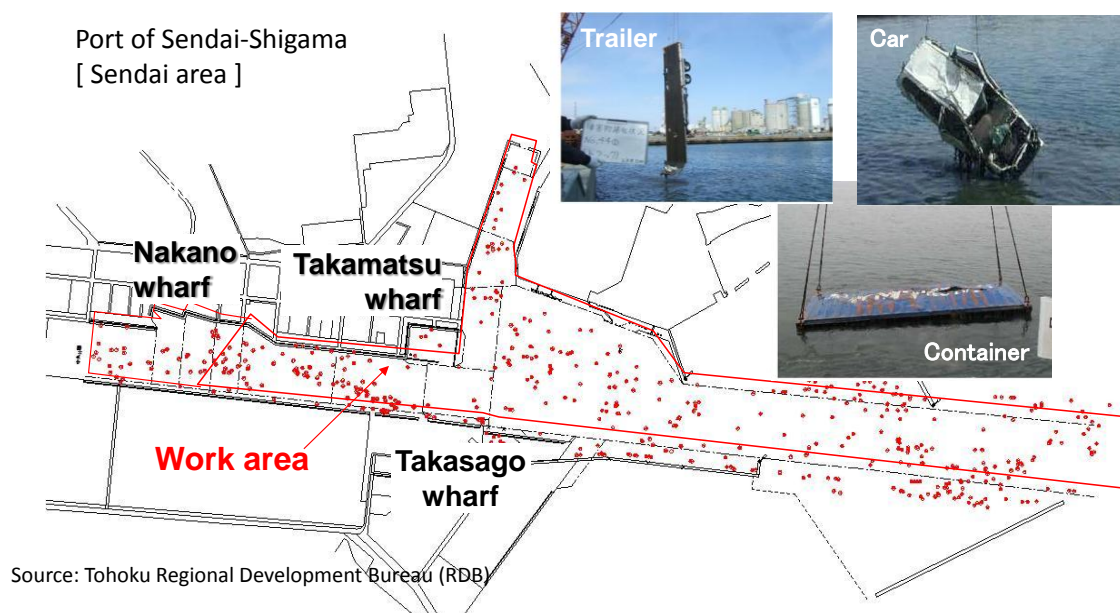 Port of Sendai-Shigama
[ Sendai area ]
Trailer
Car
Container
Nakano
wharf
Takamatsu
wharf
Work area
Takasago
wharf
Source: Tohoku Regional Development Bureau (RDB)